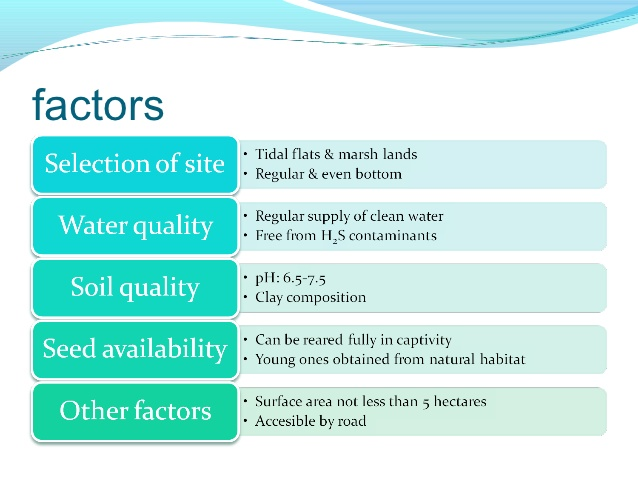 factors
Selection of site
• Tidal flats & marsh lands
• Regular & even bottom
Water quality
• Regular supply of clean water
• Free from H₂S contaminants
Soil quality
• pH: 6.5-7.5
• Clay composition
Seed availability
• Can be reared fully in captivity
• Young ones obtained from natural habitat
Other factors
• Surface area not less than 5 hectares
• Accesible by road